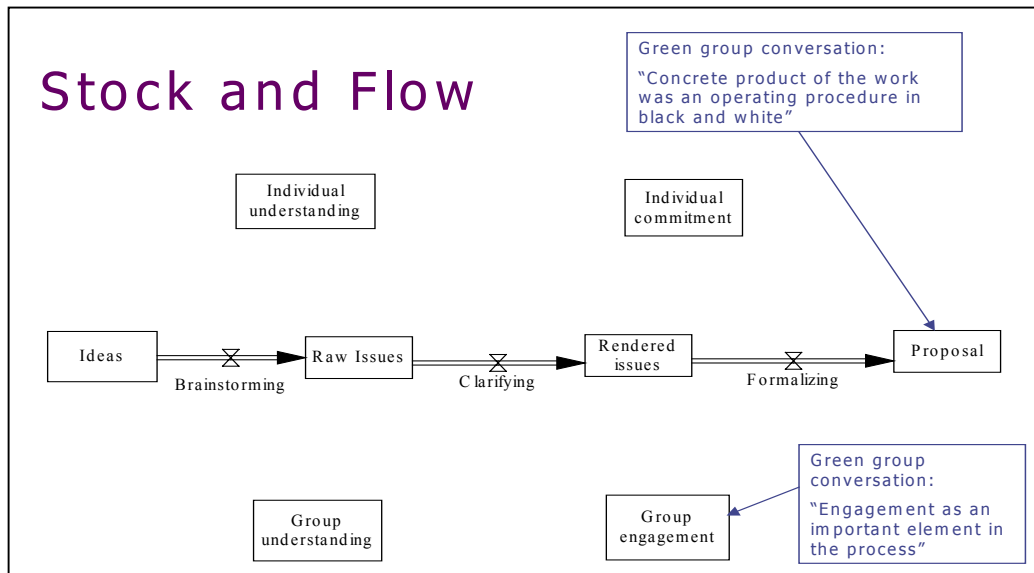 Stock and Flow
Green group conversation:
“Concrete product of the work
was an operating procedure in
black and white”
Individual
understanding
Individual
commitment
Ideas
Brainstorming
Raw Issues
Clarifying
Rendered
issues
Formalizing
Proposal
Group
understanding
Group
engagement
Green group
conversation:
“Engagement as an
important element in
the process”